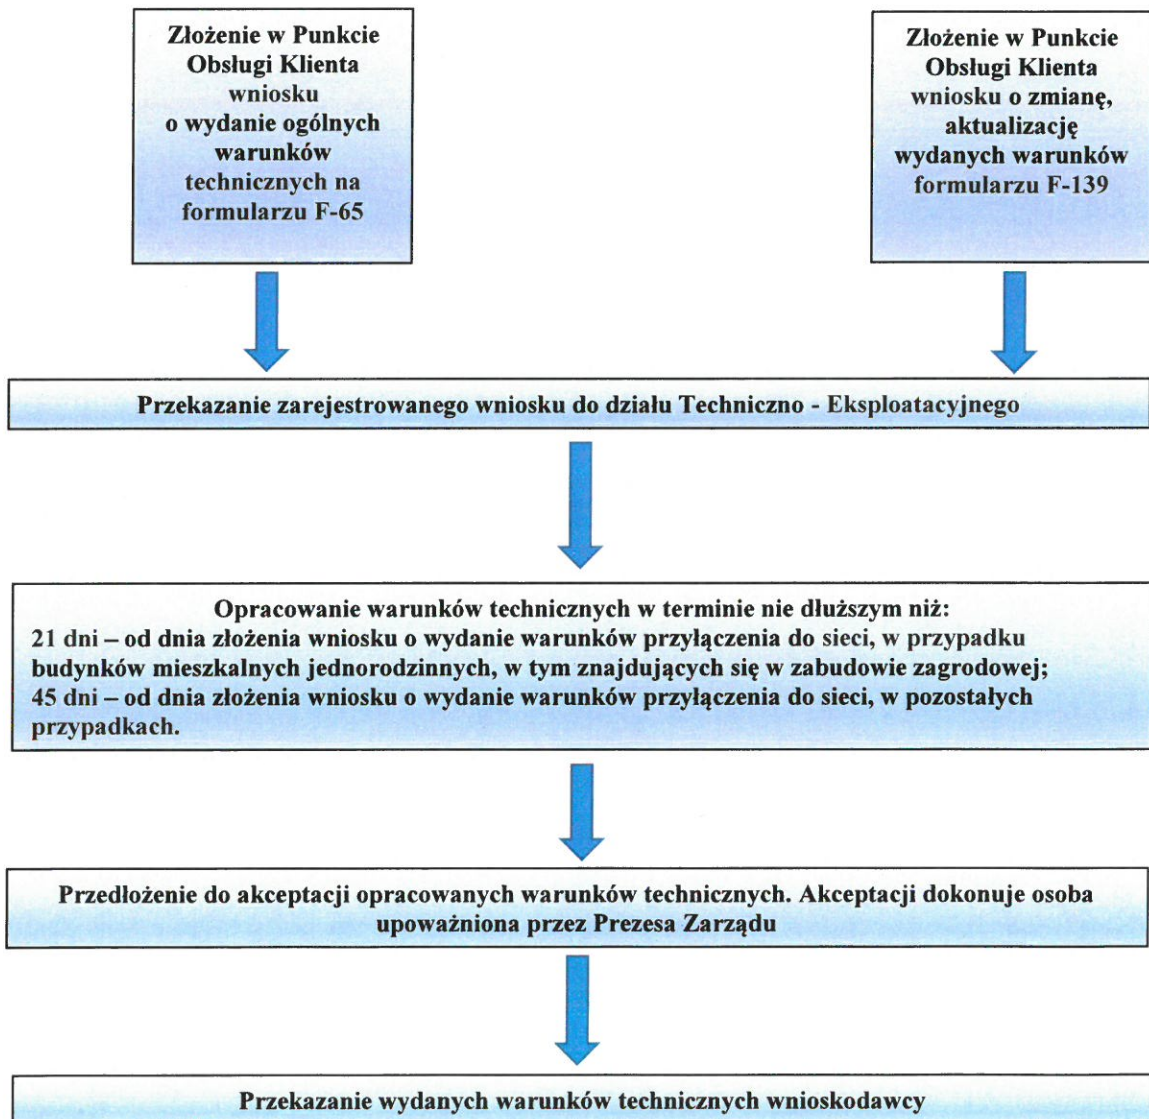 Złożenie w Punkcie
Obsługi Klienta
wniosku
o wydanie ogólnych
warunków
technicznych na
formularzu F-65
Złożenie w Punkcie
Obsługi Klienta
wniosku o zmianę,
aktualizację
wydanych warunków
formularzu F-139
Przekazanie zarejestrowanego wniosku do działu Techniczno - Eksploatacyjnego
Opracowanie warunków technicznych w terminie nie dłuższym niż:
21 dni – od dnia złożenia wniosku o wydanie warunków przyłączenia do sieci, w przypadku
budynków mieszkalnych jednorodzinnych, w tym znajdujących się w zabudowie zagrodowej;
45 dni – od dnia złożenia wniosku o wydanie warunków przyłączenia do sieci, w pozostałych
przypadkach.
Przedłożenie do akceptacji opracowanych warunków technicznych. Akceptacji dokonuje osoba
upoważniona przez Prezesa Zarządu
Przekazanie wydanych warunków technicznych wnioskodawcy